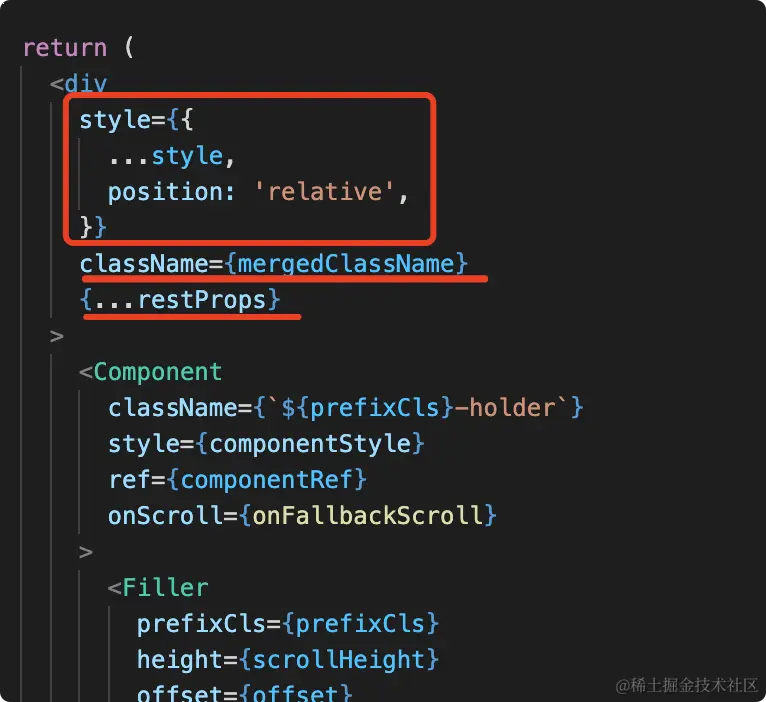 return (
<div
style={{
...style,
position: 'relative',
}}
className={mergedClassName}
{...restProps}
>
<Component
className={`${prefixCls}-holder`}
style={componentStyle}
ref={componentRef}
onScroll={onFallbackScroll}
>
<Filler
prefixCls={prefixCls}
height={scrollHeight}
offset={offset}
@稀土掘金技术社区